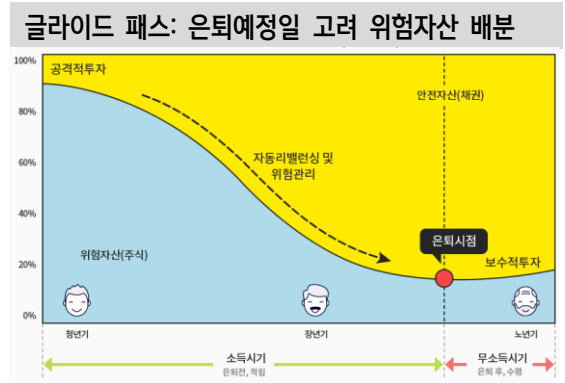 글라이드 패스: 은퇴예정일 고려 위험자산 배분
100%
공격적투자
안전자산(채권)
80%
자동리밸런싱 및
위험관리
60%
40%
은퇴시점
위험자산(주식)
보수적투자
20%
0%
청년기
장년기
노년기
소득시기
은퇴전, 적립
무소득시기
은퇴 후, 수령